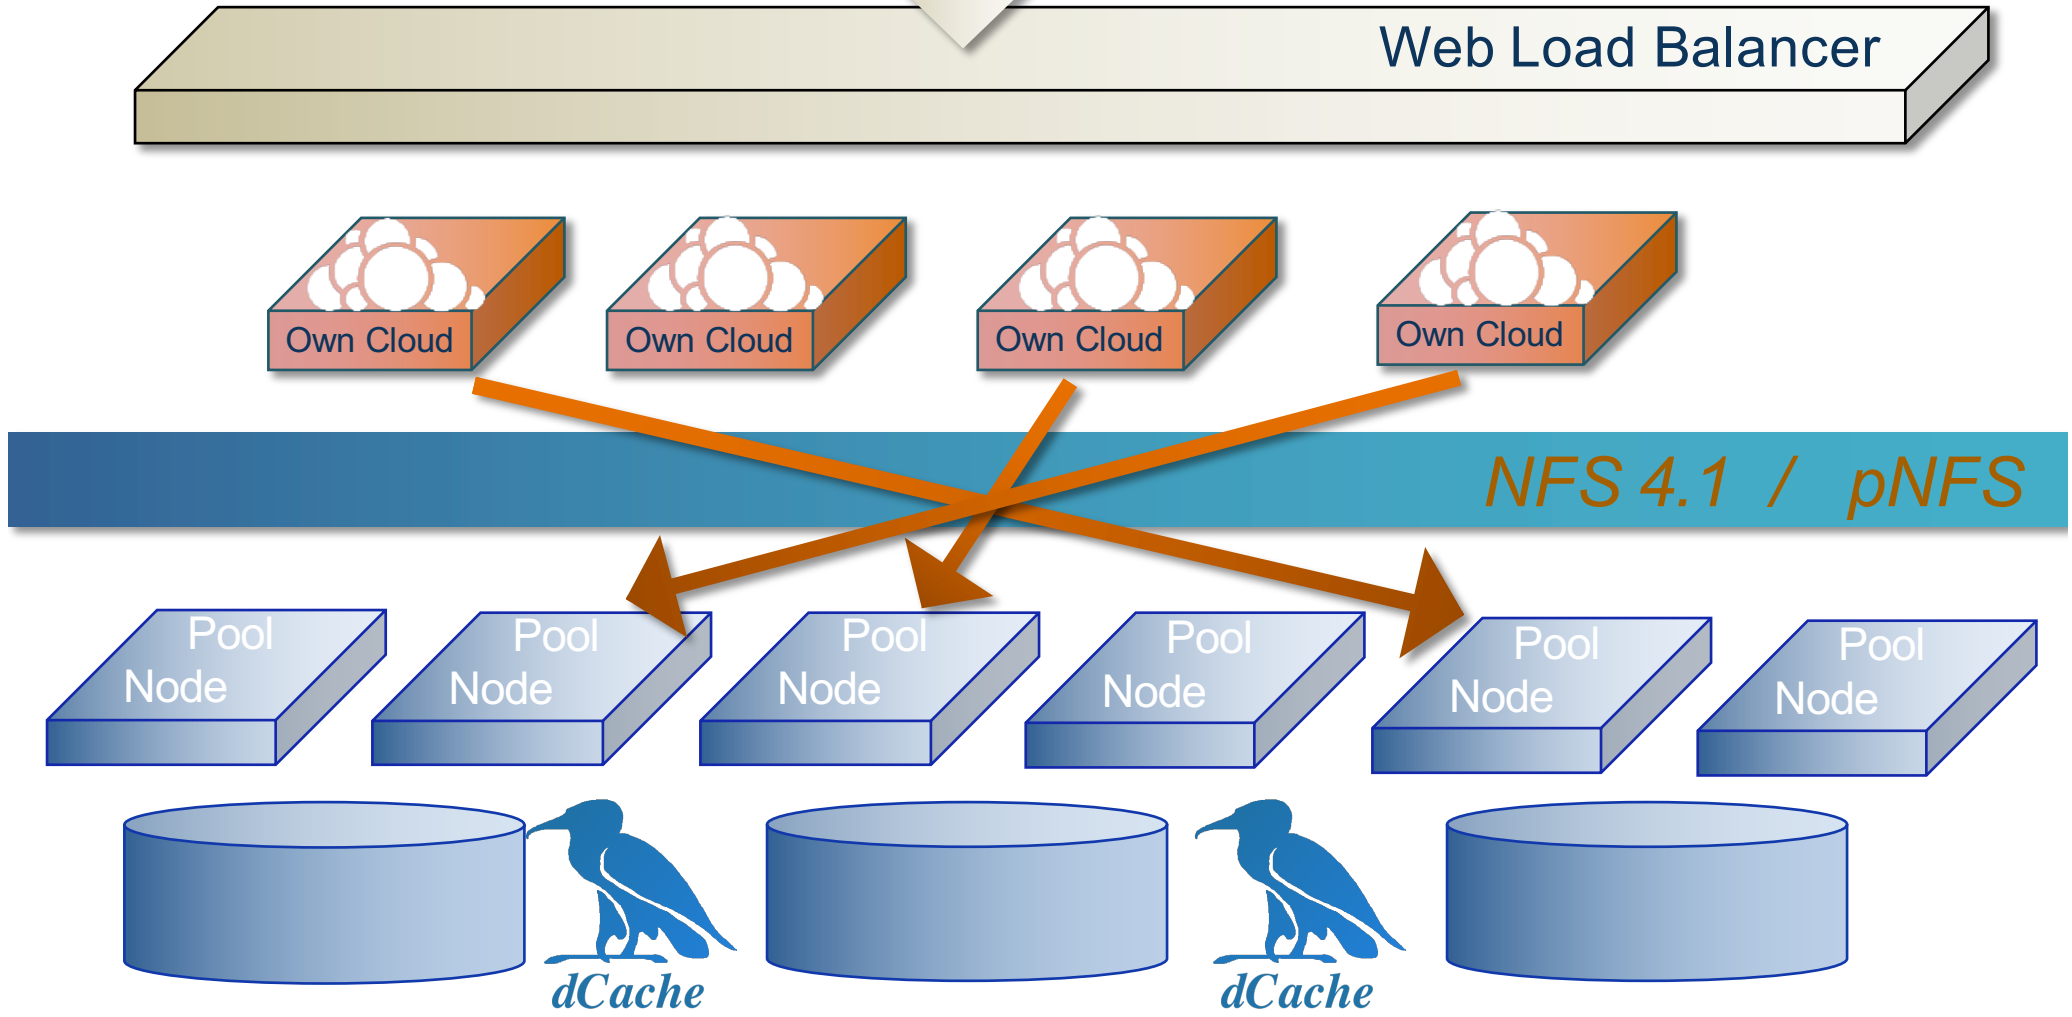 Web Load Balancer
Own Cloud
Own Cloud
Own Cloud
Own Cloud
NFS 4.1 / pNFS
Pool
Node
Pool
Node
Pool
Node
Pool
Node
Pool
Node
Pool
Node
dCache
dCache